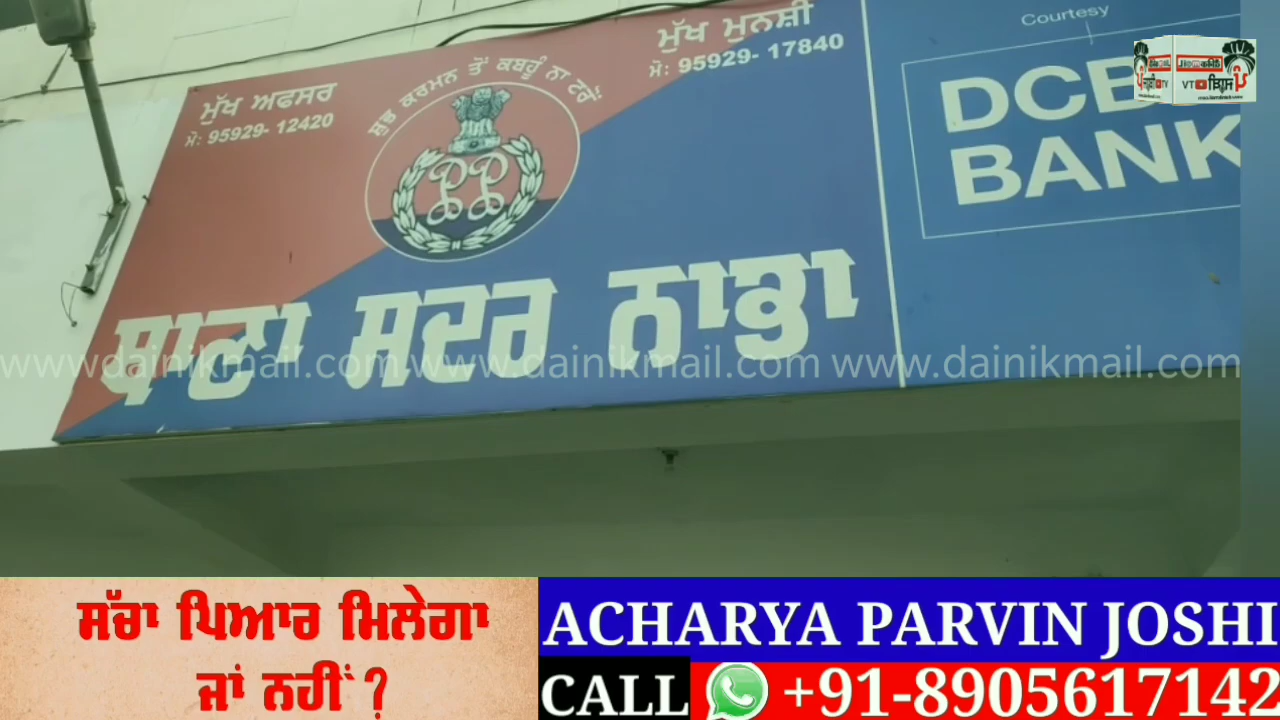 ਮੁੱਖ ਅਫਸਰ
ਮੋ: 95929- 12420
ਸੁਭ ਕਰਮਨ ਤੋਂ ਕਬਹੂੰ ਨਾ ਟਰੋਂ
PP
ਮੁੱਖ ਮੁਨਸ਼ੀ
ਮੋ: 95929- 17840
ਥਾਣਾ ਸਦਰ ਨਾਭਾ
Courtesy
DCB
BANK
www.dainikmail.com www.dainikmail.com www.dainikmail.com
ਸੱਚਾ ਪਿਆਰ ਮਿਲੇਗਾ
ਜਾਂ ਨਹੀਂ ?
ACHARYA PARVIN JOSHI
CALL +91-8905617142